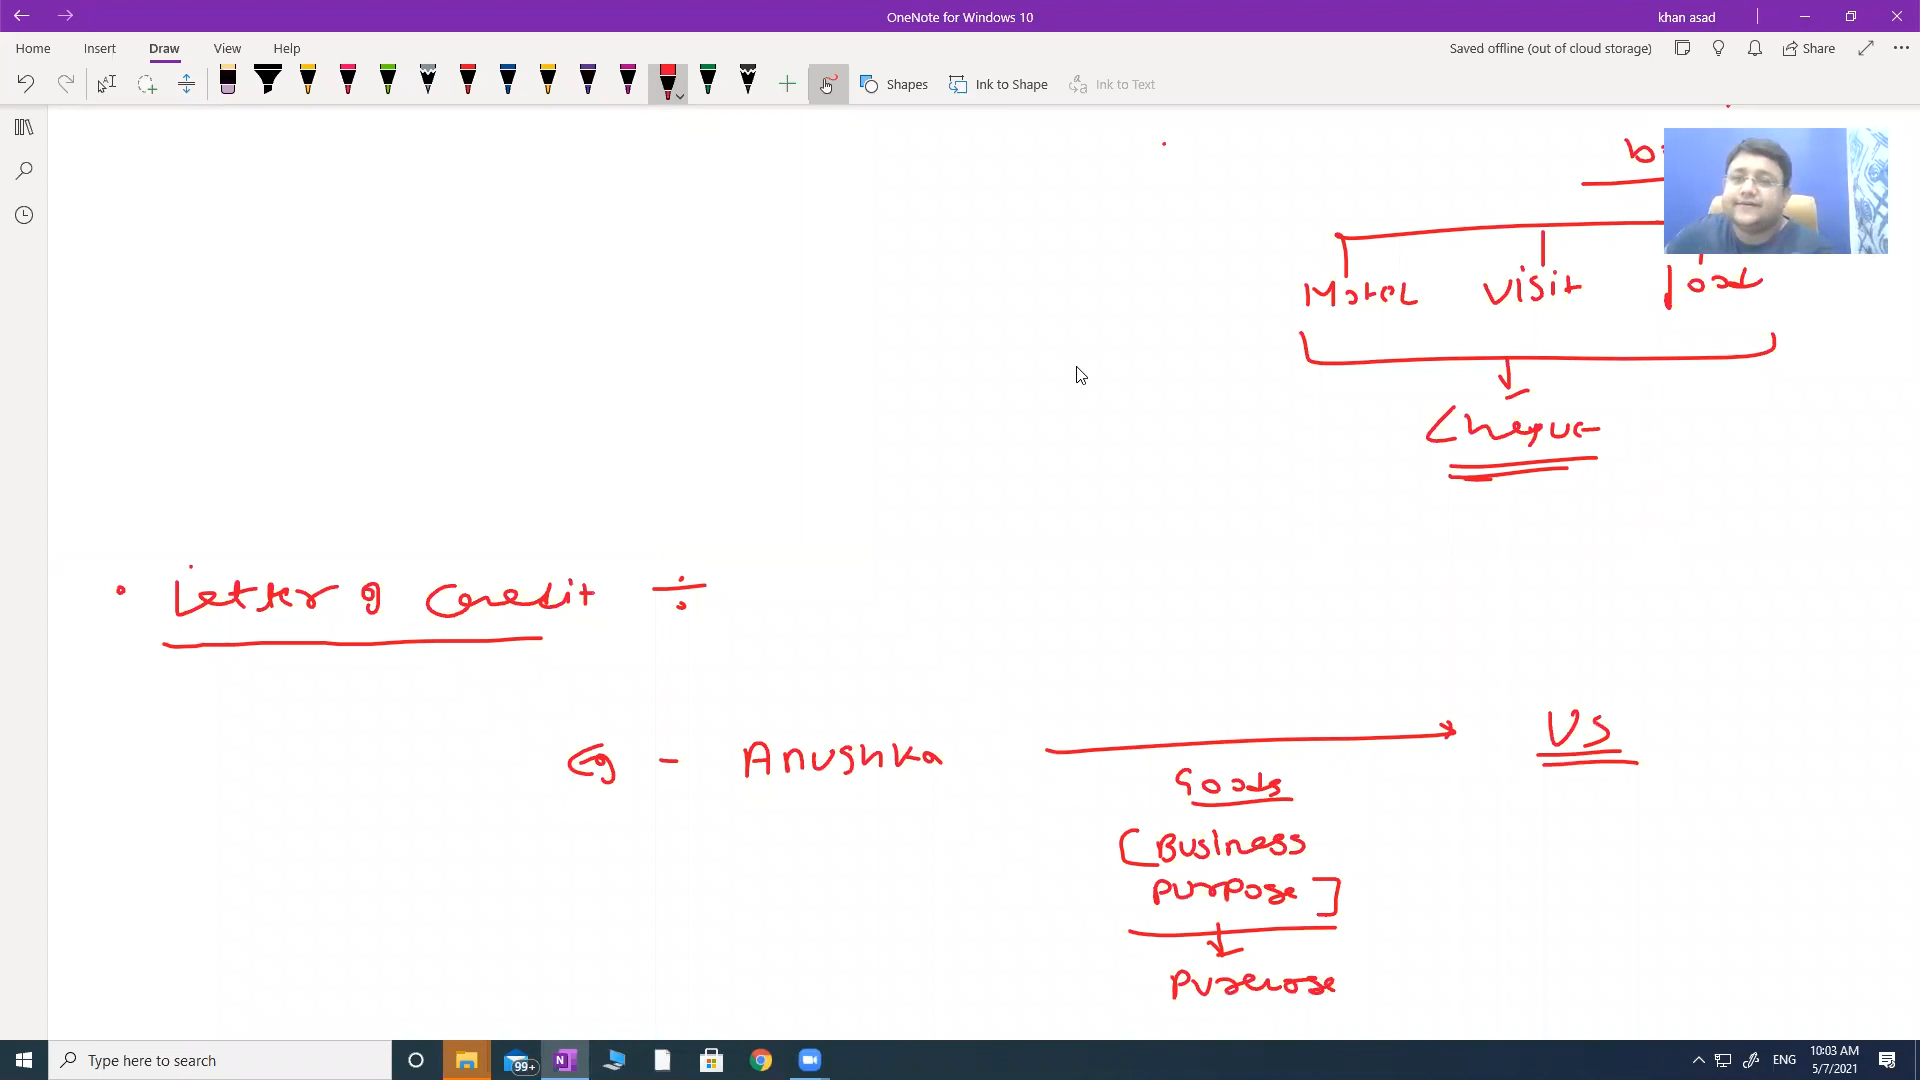 OneNote for Windows 10
khan asad
Home Insert Draw View Help
Saved offline (out of cloud storage)
Share
Shapes
Ink to Shape
Ink to Text
b
Motel visit food
Cheque
• Letter of Credit ÷
Eg - Anushka → US
Goods
[Business
Purpose]
Type here to search
99+
ENG
10:03 AM
5/7/2021